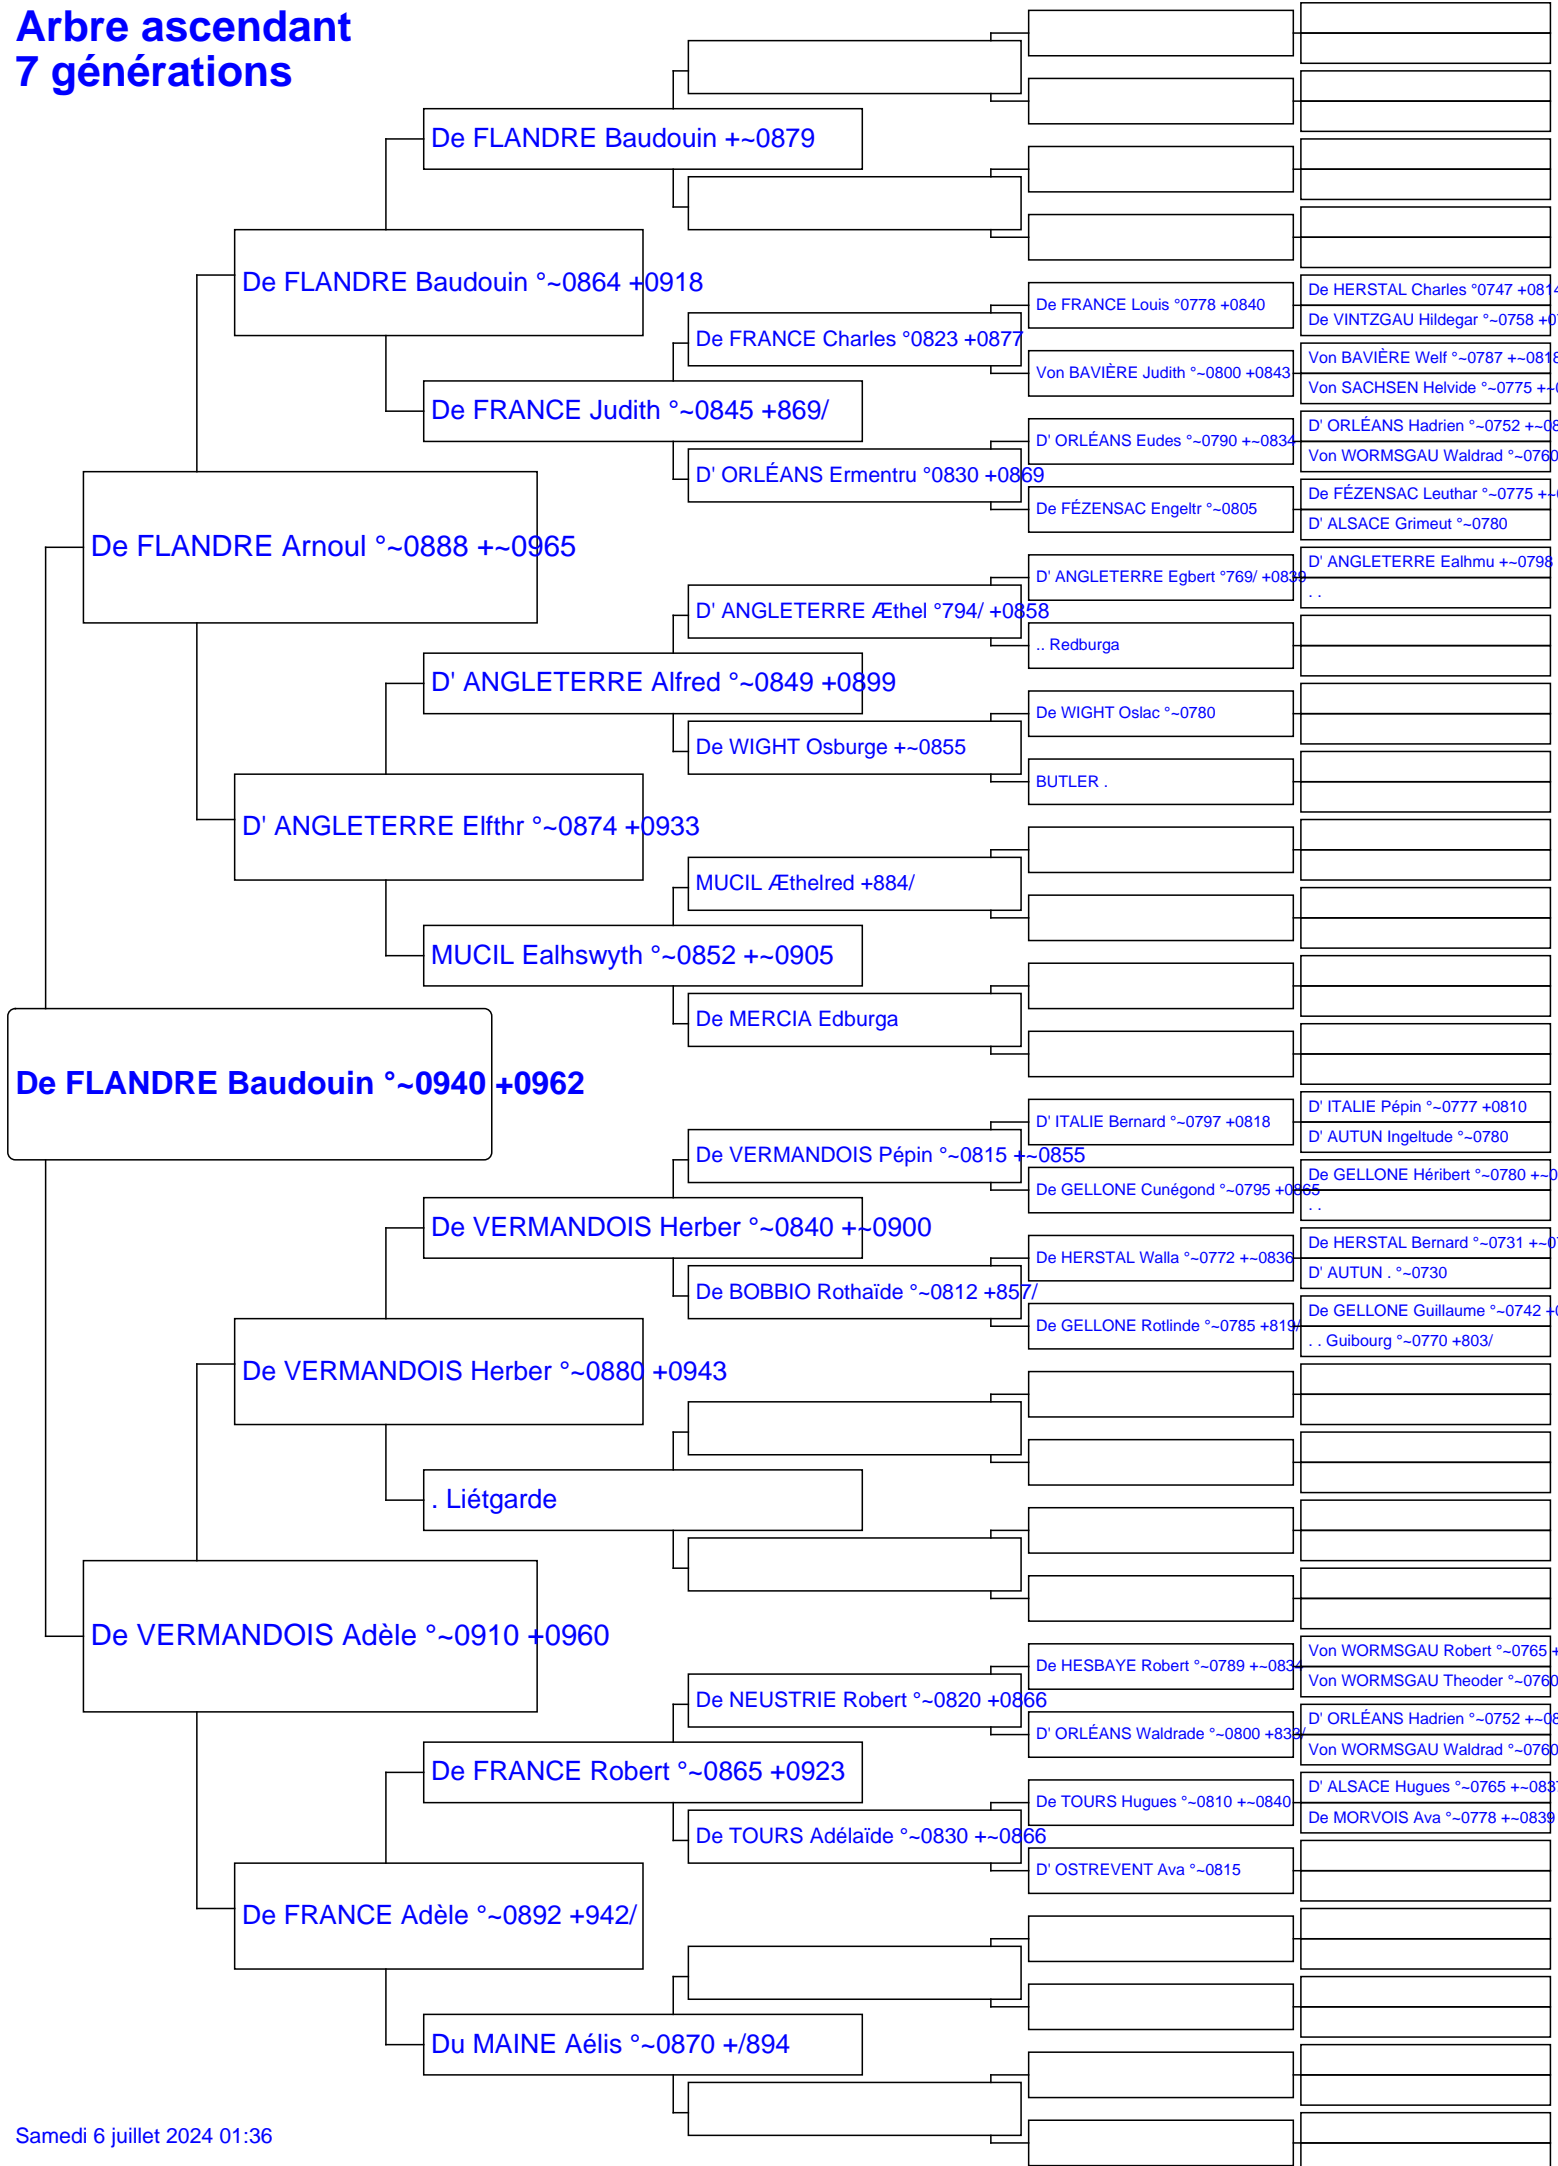 Arbre ascendant
7 générations
De FLANDRE Baudouin +~0879
De FLANDRE Baudouin °~0864 +0918
De HERSTAL Charles °0747 +0814
De FRANCE Louis °0778 +0840
De VINTZGAU Hildegar °~0758
De FRANCE Charles °0823 +0877
Von BAVIÈRE Welf °~0787 +~0818
Von BAVIÈRE Judith °~0800 +0843
Von SACHSEN Helvide °~0775
De FRANCE Judith °~0845 +869/
D' ORLÉANS Hadrien °~0752
D' ORLÉANS Eudes °~0790 +~0834
Von WORMSGAU Waldrad °~0760
D' ORLÉANS Ermentru °0830 +0869
De FÉZENSAC Leuthar °~0775
De FÉZENSAC Engeltr °~0805
D' ALSACE Grimeut °~0780
De FLANDRE Arnoul °~0888 +~0965
D' ANGLETERRE Ealhmu +~0798
D' ANGLETERRE Egbert °769/ +0839
. .
D' ANGLETERRE Æthel °794/ +0858
.. Redburga
D' ANGLETERRE Alfred °~0849 +0899
De WIGHT Oslac °~0780
De WIGHT Osburge +~0855
BUTLER .
D' ANGLETERRE Elfthr °~0874 +0933
MUCIL Æthelred +884/
MUCIL Ealhswyth °~0852 +~0905
De MERCIA Edburga
De FLANDRE Baudouin °~0940 +0962
D' ITALIE Pépin °~0777 +0810
D' ITALIE Bernard °~0797 +0818
D' AUTUN Ingeltude °~0780
De VERMANDOIS Pépin °~0815 +~0855
De GELLONE Héribert °~0780
De GELLONE Cunégond °~0795 +0865
. .
De VERMANDOIS Herber °~0840 +~0900
De HERSTAL Bernard °~0731
De HERSTAL Walla °~0772 +~0836
D' AUTUN . °~0730
De BOBBIO Rothaïde °~0812 +857/
De GELLONE Guillaume °~0742
De GELLONE Rotlinde °~0785 +819/
. . Guibourg °~0770 +803/
De VERMANDOIS Herber °~0880 +0943
. Liétgarde
De VERMANDOIS Adèle °~0910 +0960
Von WORMSGAU Robert °~0765
De HESBAYE Robert °~0789 +~0834
Von WORMSGAU Theoder °~0760
De NEUSTRIE Robert °~0820 +0866
D' ORLÉANS Hadrien °~0752
D' ORLÉANS Waldrade °~0800 +833/
Von WORMSGAU Waldrad °~0760
De FRANCE Robert °~0865 +0923
D' ALSACE Hugues °~0765 +~0837
De TOURS Hugues °~0810 +~0840
De MORVOIS Ava °~0778 +~0839
De TOURS Adélaïde °~0830 +~0866
D' OSTREVENT Ava °~0815
De FRANCE Adèle °~0892 +942/
Du MAINE Aélis °~0870 +/894
Samedi 6 juillet 2024 01:36